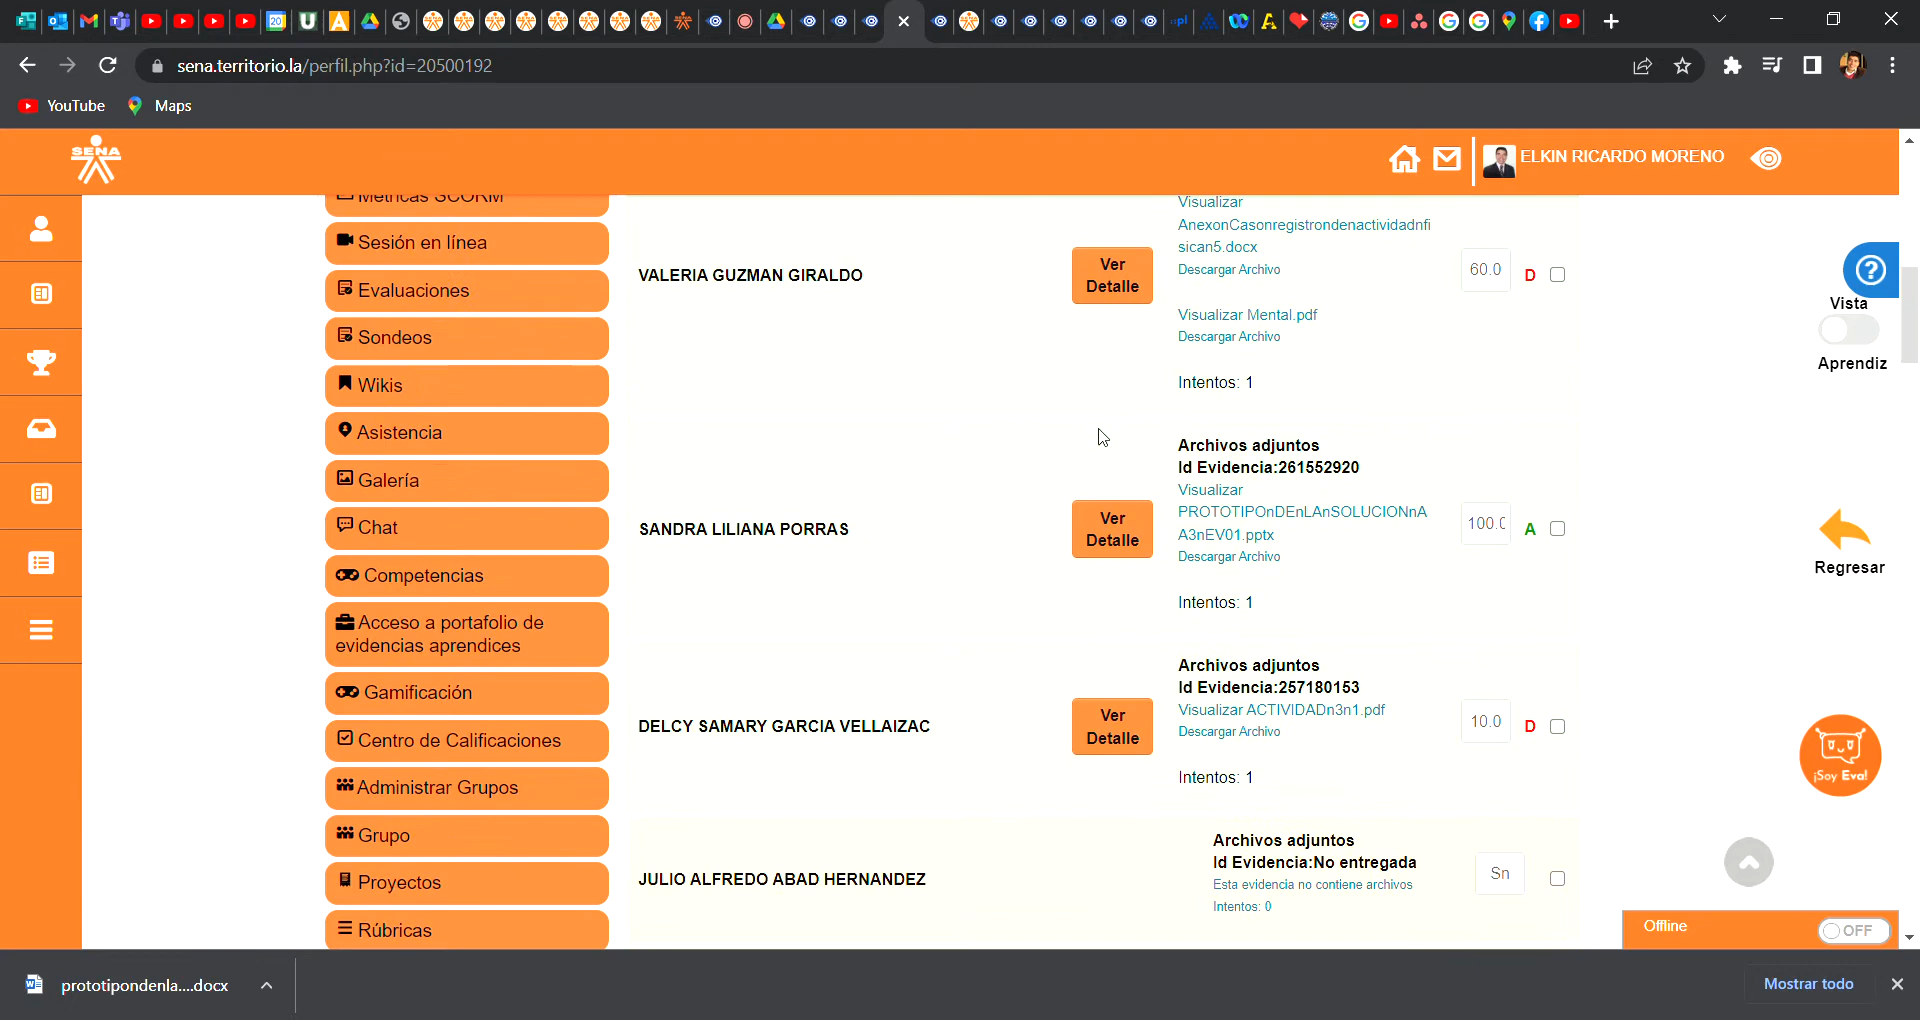 sena.territorio.la/perfil.php?id=20500192
YouTube
Maps
SENA
ELKIN RICARDO MORENO
Métricas SCORM
Sesión en línea
Evaluaciones
Sondeos
Wikis
Asistencia
Galería
Chat
Competencias
Acceso a portafolio de
evidencias aprendices
Gamificación
Centro de Calificaciones
Administrar Grupos
Grupo
Proyectos
Rúbricas
VALERIA GUZMAN GIRALDO
Ver
Detalle
Visualizar
AnexonCasonregistrondenactividadnfi
sican5.docx
Descargar Archivo
Visualizar Mental.pdf
Descargar Archivo
Intentos: 1
60.0
D
SANDRA LILIANA PORRAS
Ver
Detalle
Archivos adjuntos
Id Evidencia:261552920
Visualizar
PROTOTIPOnDEnLAnSOLUCIONnA
A3nEV01.pptx
Descargar Archivo
Intentos: 1
100.0
A
DELCY SAMARY GARCIA VELLAIZAC
Ver
Detalle
Archivos adjuntos
Id Evidencia:257180153
Visualizar ACTIVIDADn3n1.pdf
Descargar Archivo
Intentos: 1
10.0
D
JULIO ALFREDO ABAD HERNANDEZ
Archivos adjuntos
Id Evidencia:No entregada
Esta evidencia no contiene archivos
Intentos: 0
Sn
Vista
Aprendiz
Regresar
¡Soy Eva!
Offline
OFF
prototipondenla....docx
Mostrar todo